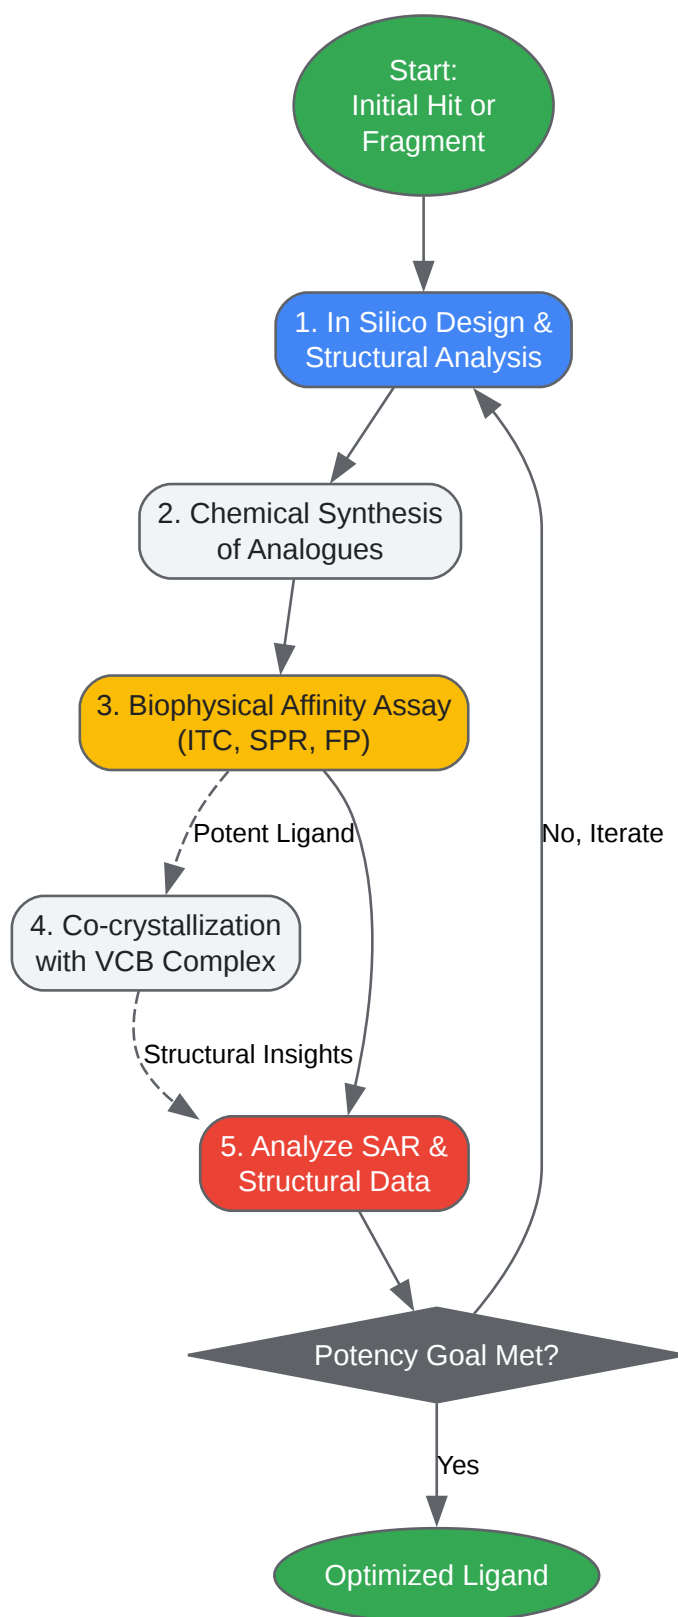 Start:
Initial Hit or
Fragment
1. In Silico Design &
Structural Analysis
2. Chemical Synthesis
of Analogues
3. Biophysical Affinity Assay
(ITC, SPR, FP)
Potent Ligand
No, Iterate
4. Co-crystallization
with VCB Complex
Structural Insights
5. Analyze SAR &
Structural Data
Potency Goal Met?
Yes
Optimized Ligand